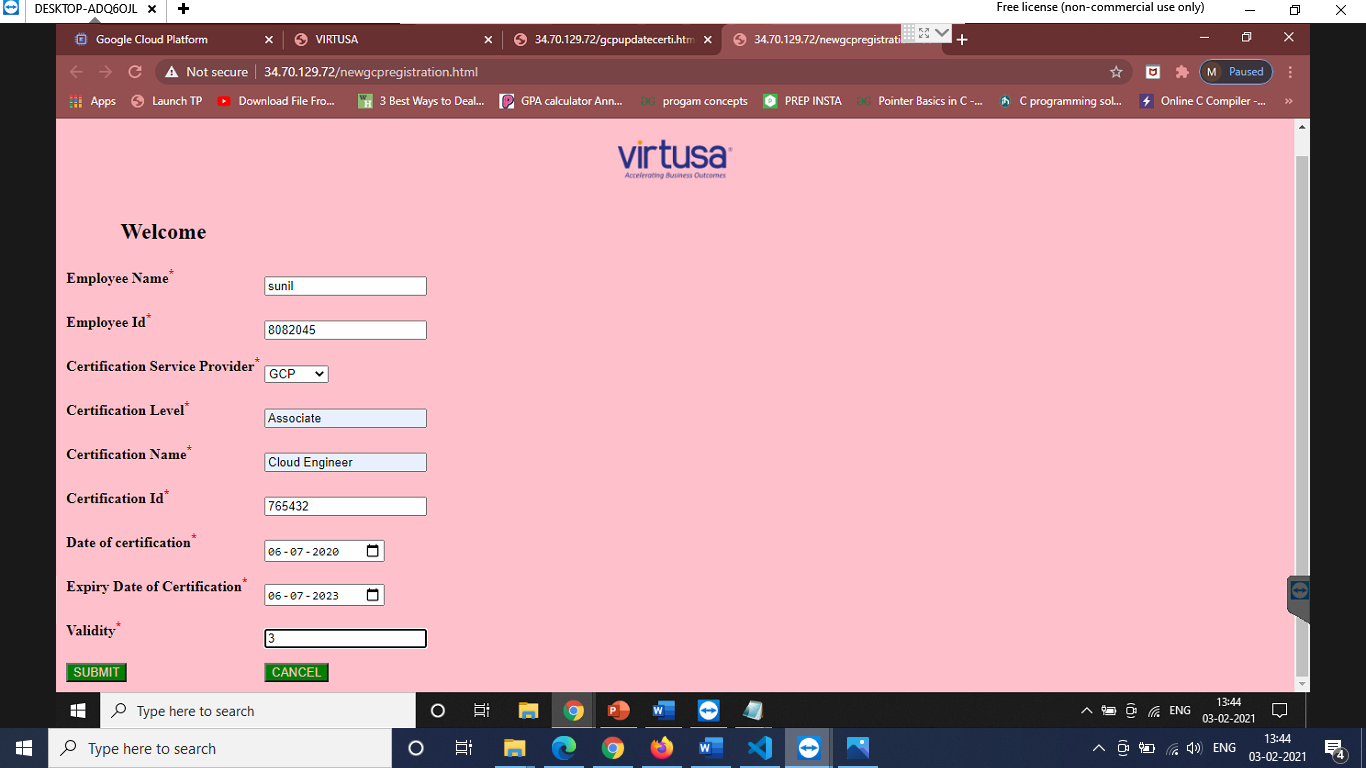 DESKTOP-ADQ6OJL
Free license (non-commercial use only)
Google Cloud Platform
VIRTUSA
34.70.129.72/gcpupdatecerti.htm
34.70.129.72/newgcpregistrati
Not secure
34.70.129.72/newgcpregistration.html
M Paused
Apps
Launch TP
Download File Fro...
3 Best Ways to Deal...
GPA calculator Ann...
progam concepts
PREP INSTA
Pointer Basics in C -...
C programming sol...
Online C Compiler -...
»
virtusa
Accelerating Business Outcomes
Welcome
Employee Name* sunil
Employee Id* 8082045
Certification Service Provider* GCP
Certification Level* Associate
Certification Name* Cloud Engineer
Certification Id* 765432
Date of certification* 06-07-2020
Expiry Date of Certification* 06-07-2023
Validity* 3
SUBMIT CANCEL
Type here to search
ENG
13:44
03-02-2021
Type here to search
ENG
13:44
03-02-2021
4